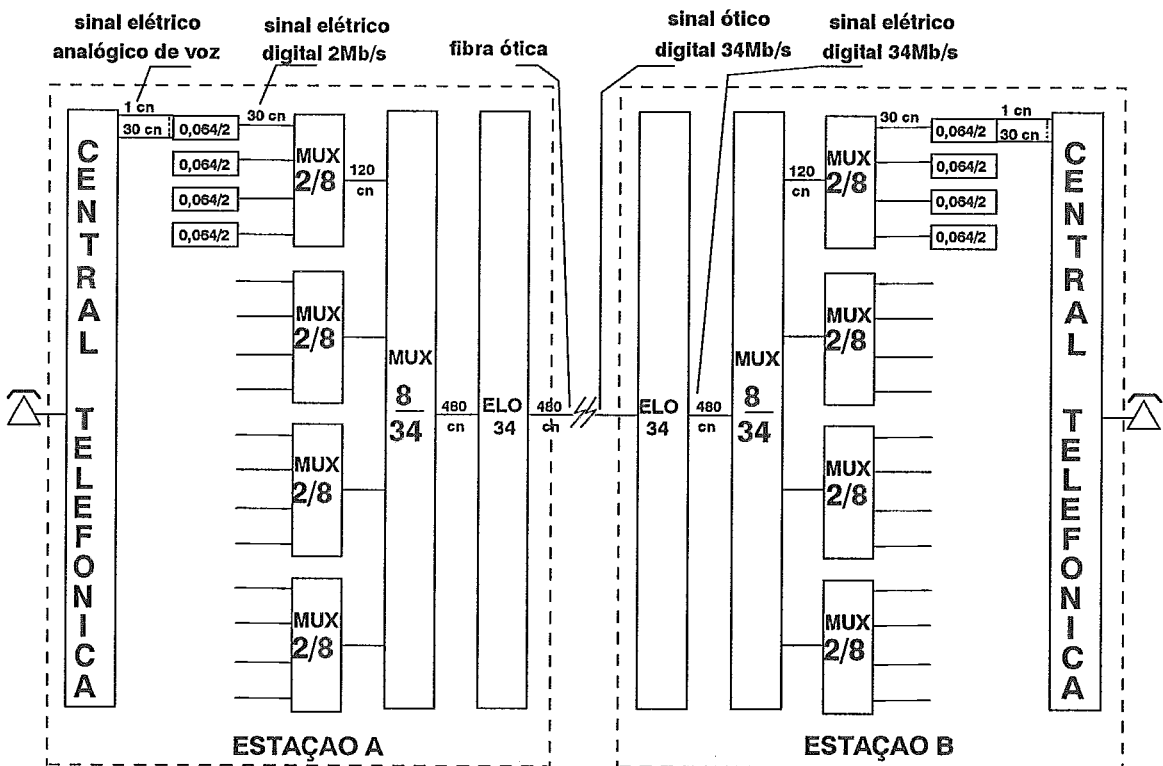 sinal elétrico
analógico de voz
sinal elétrico
digital 2Mb/s
fibra ótica
sinal ótico
digital 34Mb/s
sinal elétrico
digital 34Mb/s
1 cn
30 cn
0,064/2
0,064/2
0,064/2
0,064/2
30 cn
MUX
2/8
120
cn
MUX
2/8
MUX
2/8
MUX
2/8
MUX
8
34
480
cn
ELO
34
480
cn
CENTRAL TELEFONICA
ESTAÇAO A
ELO
34
480
cn
MUX
8
34
120
cn
MUX
2/8
MUX
2/8
MUX
2/8
MUX
2/8
30 cn
0,064/2
0,064/2
0,064/2
0,064/2
1 cn
30 cn
CENTRAL TELEFONICA
ESTAÇAO B